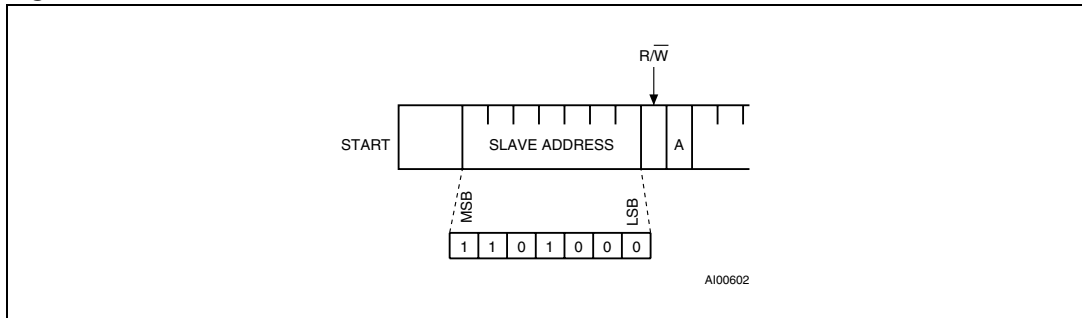 R/W̅
START
SLAVE ADDRESS
A
MSB
LSB
1 1 0 1 0 0 0
AI00602